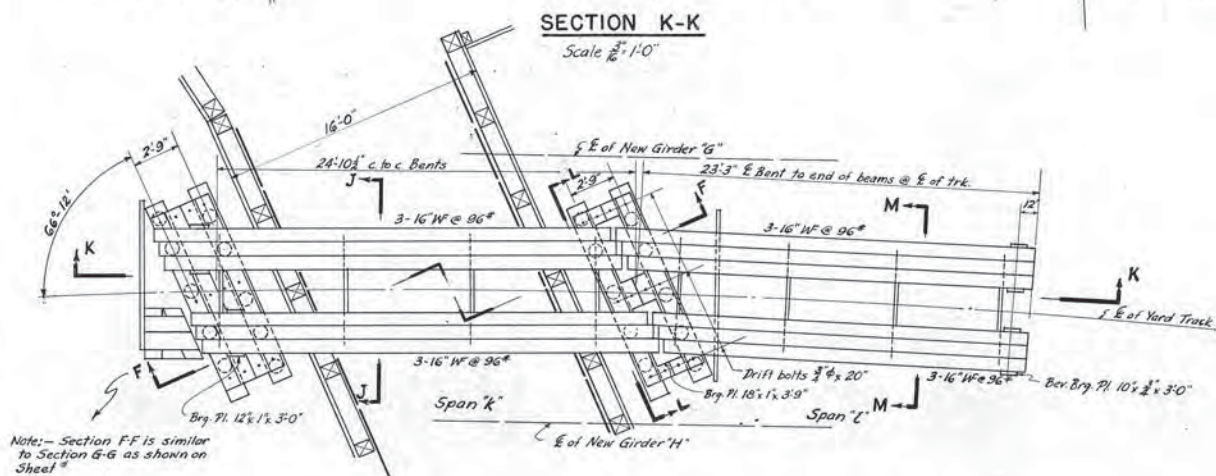 SECTION K-K
Scale 3/16" = 1'-0"
2'-9"
16'-0"
24'-10½" c. to c. Bents
℄ of New Girder "G"
23'-3" ℄ Bent to end of beams @ ℄ of trk.
12"
66°-12'
J
L
2'-9"
F
M
3-16" WF @ 96#
3-16" WF @ 96#
K
K
℄ of Yard Track
3-16" WF @ 96#
Drift bolts ¾" ϕ x 20"
3-16" WF @ 96#
Bev. Brg. Pl. 10" x ¾" x 3'-0"
F
J
Brg. Pl. 12" x 1" x 3'-0"
Span "K"
L
Brg. Pl. 18" x 1" x 3'-9"
Span "L"
M
℄ of New Girder "H"
Note:- Section F-F is similar
to Section G-G as shown on
Sheet #